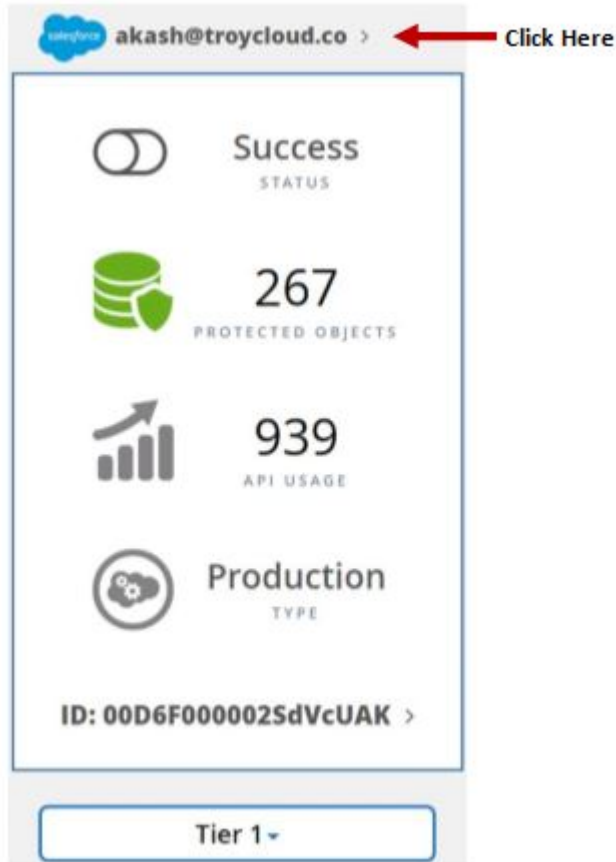 salesforce akash@troycloud.co >
Click Here
Success
STATUS
267
PROTECTED OBJECTS
939
API USAGE
Production
TYPE
ID: 00D6F000002SdVcUAK >
Tier 1